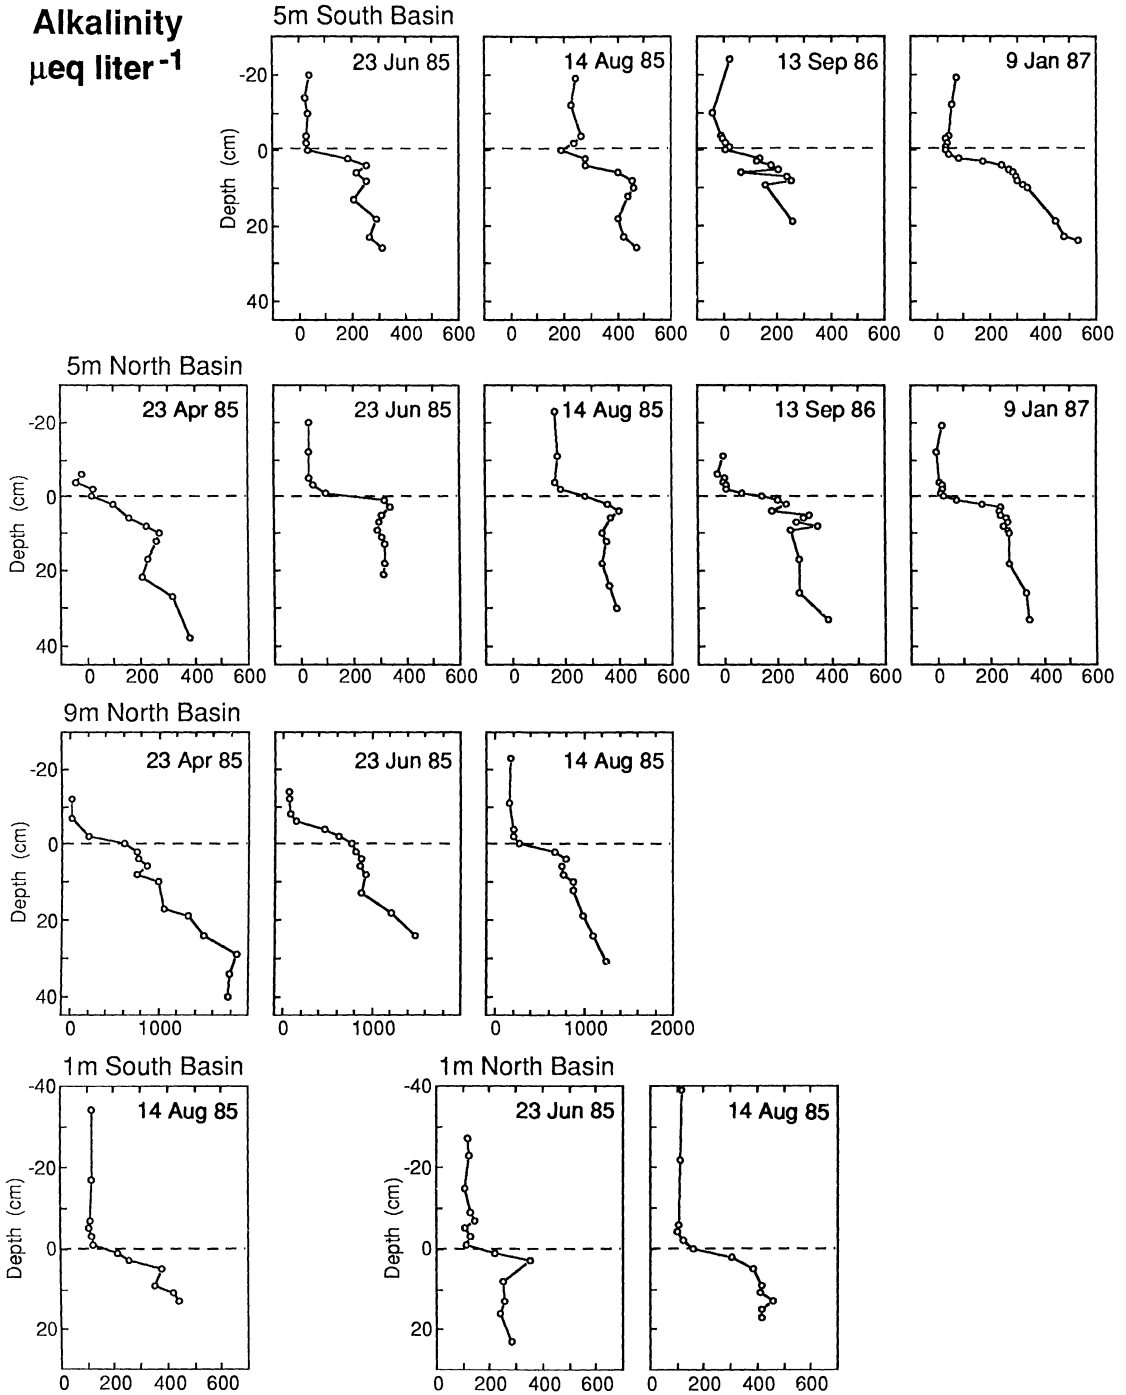 Alkalinity
μeq liter-1
5m South Basin
23 Jun 85
14 Aug 85
13 Sep 86
9 Jan 87
-20
0
20
40
Depth (cm)
0 200 400 600
0 200 400 600
0 200 400 600
0 200 400 600
5m North Basin
23 Apr 85
23 Jun 85
14 Aug 85
13 Sep 86
9 Jan 87
-20
0
20
40
Depth (cm)
0 200 400 600
0 200 400 600
0 200 400 600
0 200 400 600
0 200 400 600
9m North Basin
23 Apr 85
23 Jun 85
14 Aug 85
-20
0
20
40
Depth (cm)
0 1000
0 1000
0 1000 2000
1m South Basin
14 Aug 85
-40
-20
0
20
Depth (cm)
0 200 400 600
1m North Basin
23 Jun 85
14 Aug 85
-40
-20
0
20
Depth (cm)
0 200 400 600
0 200 400 600